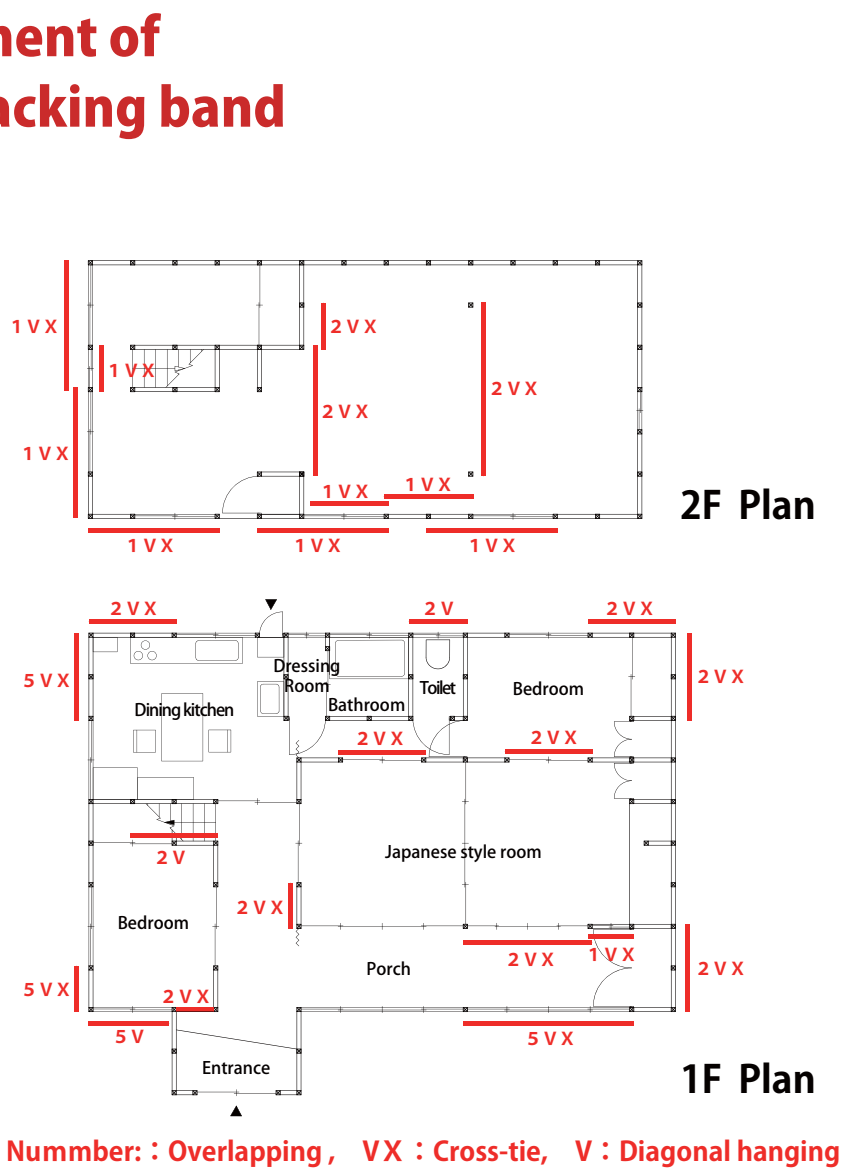 ment of
acking band
1 V X
2 V X
1 V X
2 V X
2 V X
1 V X
1 V X
1 V X
2F Plan
1 V X
1 V X
1 V X
2 V X
2 V
2 V X
5 V X
Dressing
Room
Bathroom
Toilet
Bedroom
2 V X
Dining kitchen
2 V X
2 V X
2 V
Japanese style room
Bedroom
2 V X
2 V X
1 V X
Porch
2 V X
5 V X
2 V X
5 V
5 V X
Entrance
1F Plan
Nummber: : Overlapping , VX : Cross-tie, V : Diagonal hanging